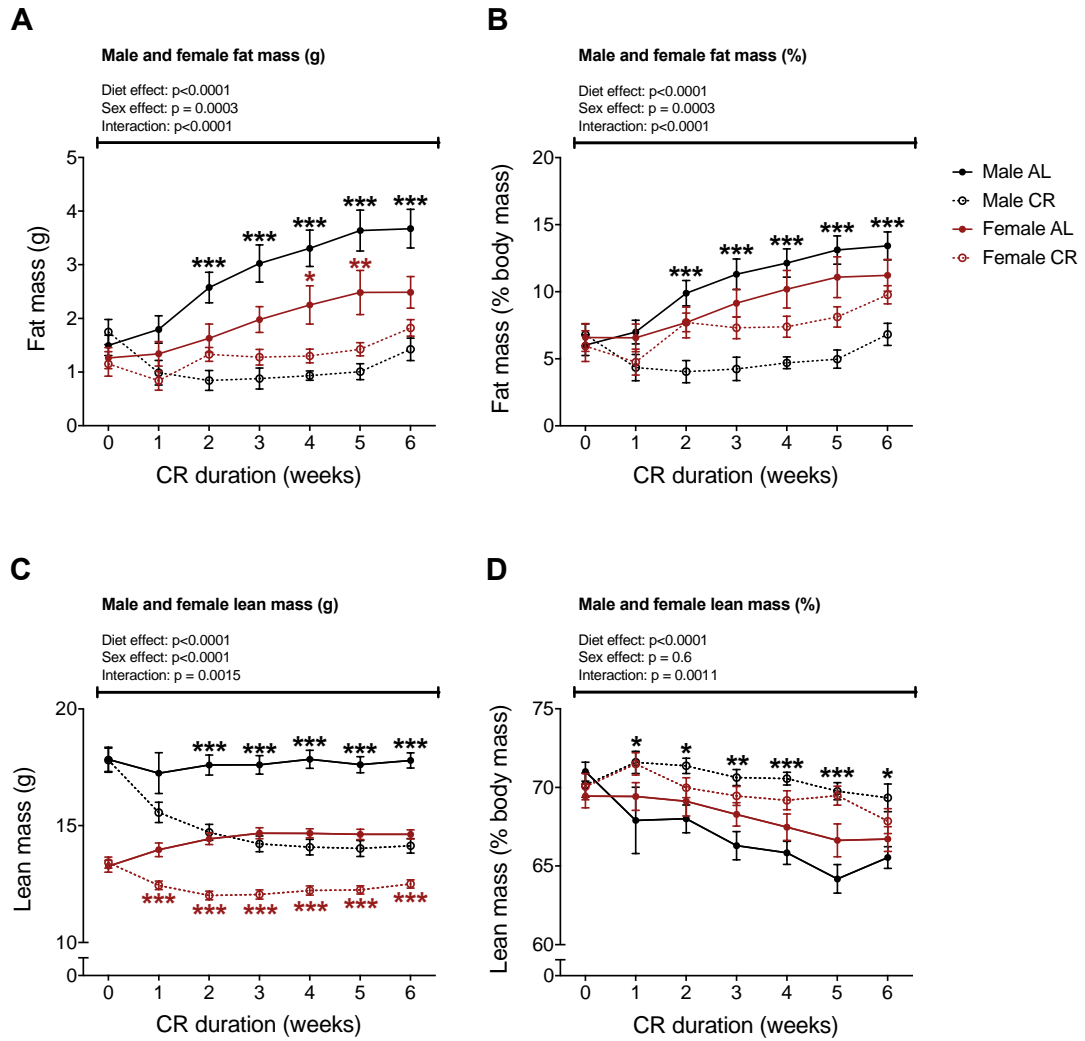 A
Male and female fat mass (g)
Diet effect: p<0.0001
Sex effect: p = 0.0003
Interaction: p<0.0001
5
4
3
2
1
0
Fat mass (g)
*** *** *** *** ***
* **
0 1 2 3 4 5 6
CR duration (weeks)
B
Male and female fat mass (%)
Diet effect: p<0.0001
Sex effect: p = 0.0003
Interaction: p<0.0001
20
15
10
5
0
Fat mass (% body mass)
*** *** *** *** ***
0 1 2 3 4 5 6
CR duration (weeks)
Male AL
Male CR
Female AL
Female CR
C
Male and female lean mass (g)
Diet effect: p<0.0001
Sex effect: p<0.0001
Interaction: p = 0.0015
20
15
10
0
Lean mass (g)
*** *** *** *** ***
*** *** *** *** *** ***
0 1 2 3 4 5 6
CR duration (weeks)
D
Male and female lean mass (%)
Diet effect: p<0.0001
Sex effect: p = 0.6
Interaction: p = 0.0011
75
70
65
60
0
Lean mass (% body mass)
* * ** *** *** *
0 1 2 3 4 5 6
CR duration (weeks)